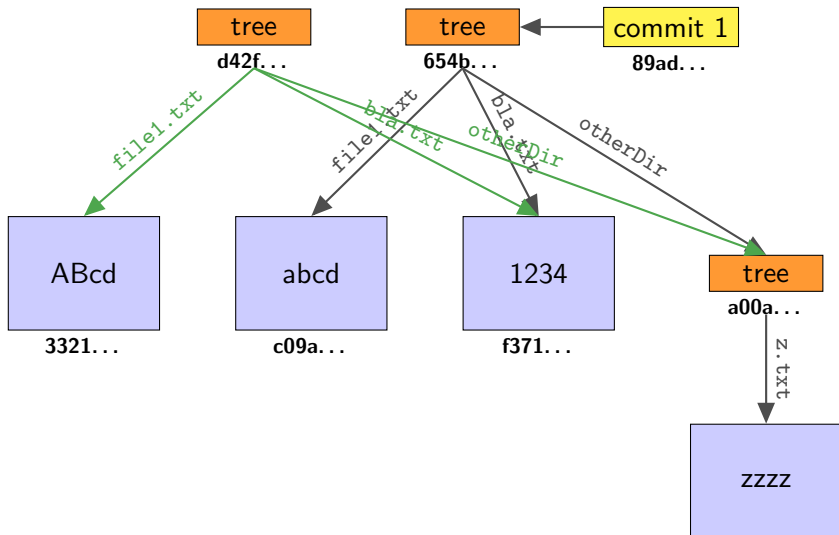 tree
tree
commit 1
d42f...
654b...
89ad...
file1.txt
bla.txt
otherDir
file1.txt
bla.txt
otherDir
ABcd
abcd
1234
tree
3321...
c09a...
f371...
a00a...
z.txt
zzzz